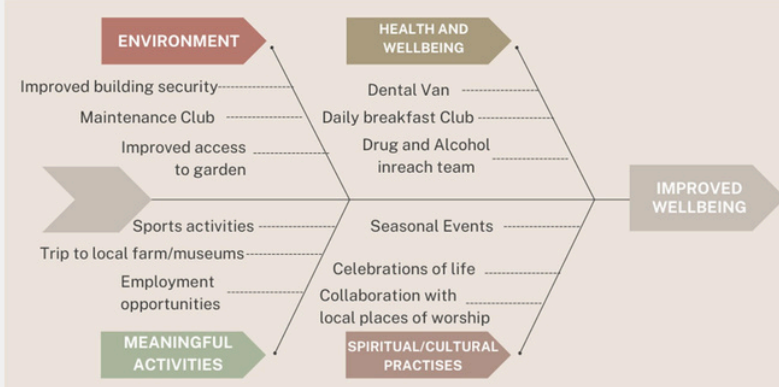 ENVIRONMENT
HEALTH AND
WELLBEING
Improved building security
Maintenance Club
Improved access
to garden
Dental Van
Daily breakfast Club
Drug and Alcohol
inreach team
IMPROVED
WELLBEING
Sports activities
Trip to local farm/museums
Employment
opportunities
Seasonal Events
Celebrations of life
Collaboration with
local places of worship
MEANINGFUL
ACTIVITIES
SPIRITUAL/CULTURAL
PRACTISES